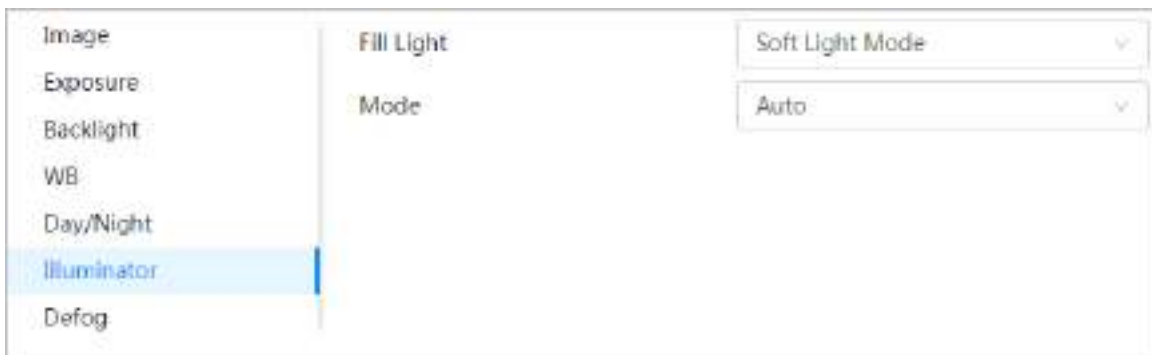 Image
Exposure
Backlight
WB
Day/Night
Illuminator
Defog
Fill Light
Soft Light Mode
Mode
Auto